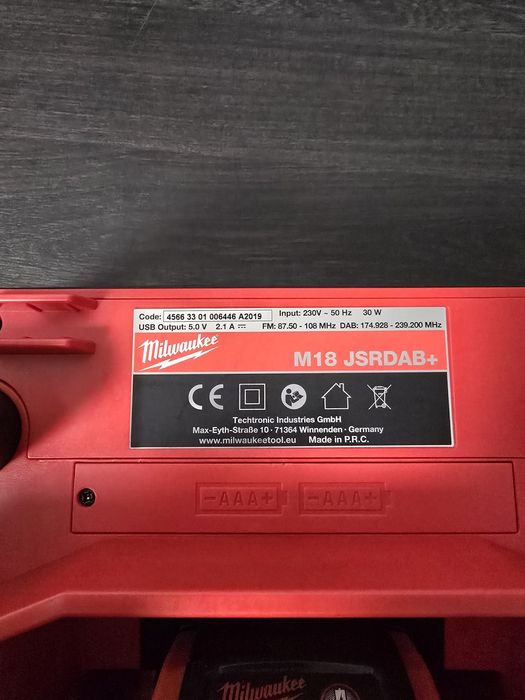 Code: 4566 33 01 006446 A2019 Input: 230V ~ 50 Hz 30 W
USB Output: 5.0 V 2.1 A ⎓ FM: 87.50 - 108 MHz DAB: 174.928 - 239.200 MHz
Milwaukee
M18 JSRDAB+
CE
Techtronic Industries GmbH
Max-Eyth-Straße 10 · 71364 Winnenden · Germany
www.milwaukeetool.eu Made in P.R.C.
-AAA+ -AAA+
Milwaukee